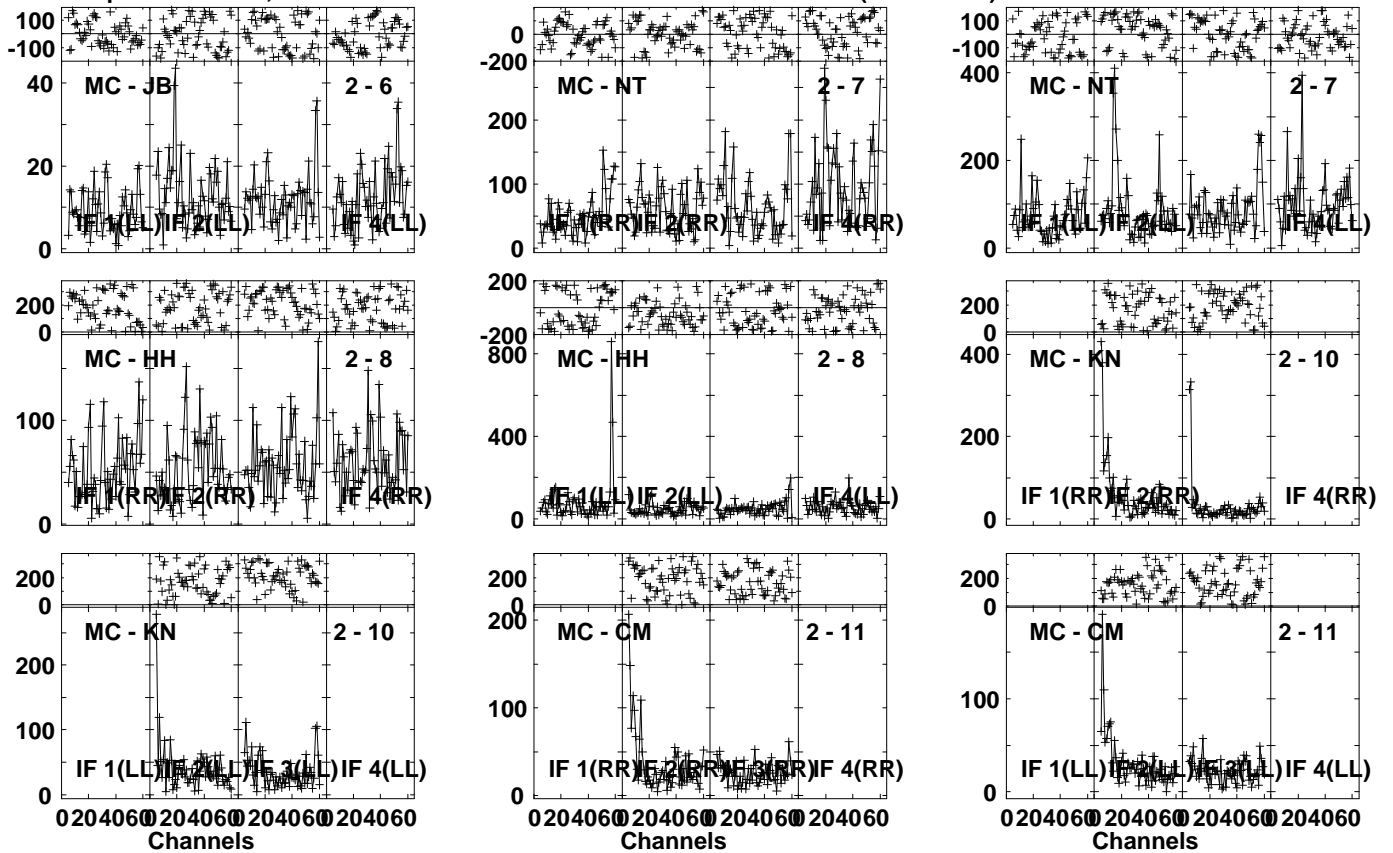 100
-100
40
20
0
MC - JB
2 - 6
IF 1(LL)
IF 2(LL)
IF 4(LL)
0
-200
200
100
0
MC - NT
2 - 7
IF 1(RR)
IF 2(RR)
IF 4(RR)
100
-100
400
200
0
MC - NT
2 - 7
IF 1(LL)
IF 2(LL)
IF 4(LL)
200
0
100
0
MC - HH
2 - 8
IF 1(RR)
IF 2(RR)
IF 4(RR)
200
0
-200
800
400
0
MC - HH
2 - 8
IF 1(LL)
IF 2(LL)
IF 4(LL)
200
0
400
200
0
MC - KN
2 - 10
IF 1(RR)
IF 2(RR)
IF 4(RR)
200
0
200
100
0
MC - KN
2 - 10
IF 1(LL)
IF 2(LL)
IF 3(LL)
IF 4(LL)
0 20 40 60 0 20 40 60 0 20 40 60 0 20 40 60
Channels
200
0
200
100
0
MC - CM
2 - 11
IF 1(RR)
IF 2(RR)
IF 3(RR)
IF 4(RR)
0 20 40 60 0 20 40 60 0 20 40 60 0 20 40 60
Channels
200
0
100
0
MC - CM
2 - 11
IF 1(LL)
IF 2(LL)
IF 3(LL)
IF 4(LL)
0 20 40 60 0 20 40 60 0 20 40 60 0 20 40 60
Channels